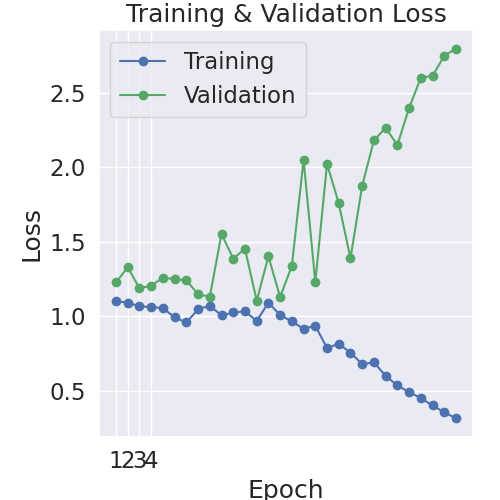 Training & Validation Loss
Training
Validation
Loss
2.5
2.0
1.5
1.0
0.5
1234
Epoch